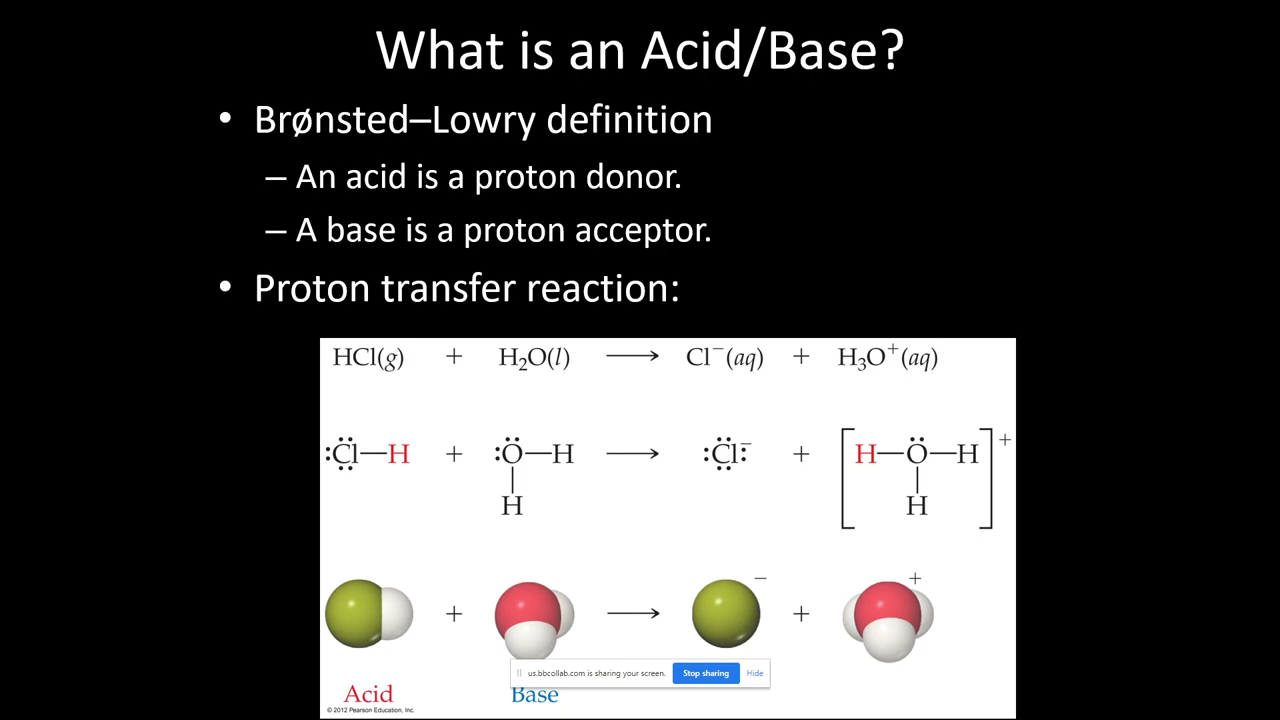 What is an Acid/Base?
• Brønsted–Lowry definition
– An acid is a proton donor.
– A base is a proton acceptor.
• Proton transfer reaction:
HCl(g) + H₂O(l) ⟶ Cl⁻(aq) + H₃O⁺(aq)
:C̈l—H + :Ö—H ⟶ :C̈l:⁻ + [H—Ö—H]⁺
H H
+ ⟶ − + +
us.bbcollab.com is sharing your screen. Stop sharing Hide
Acid Base
© 2012 Pearson Education, Inc.